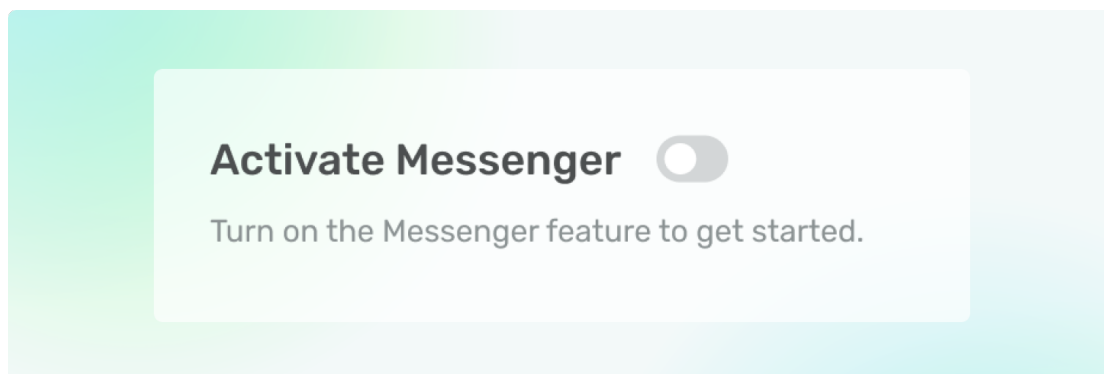 Activate Messenger
Turn on the Messenger feature to get started.